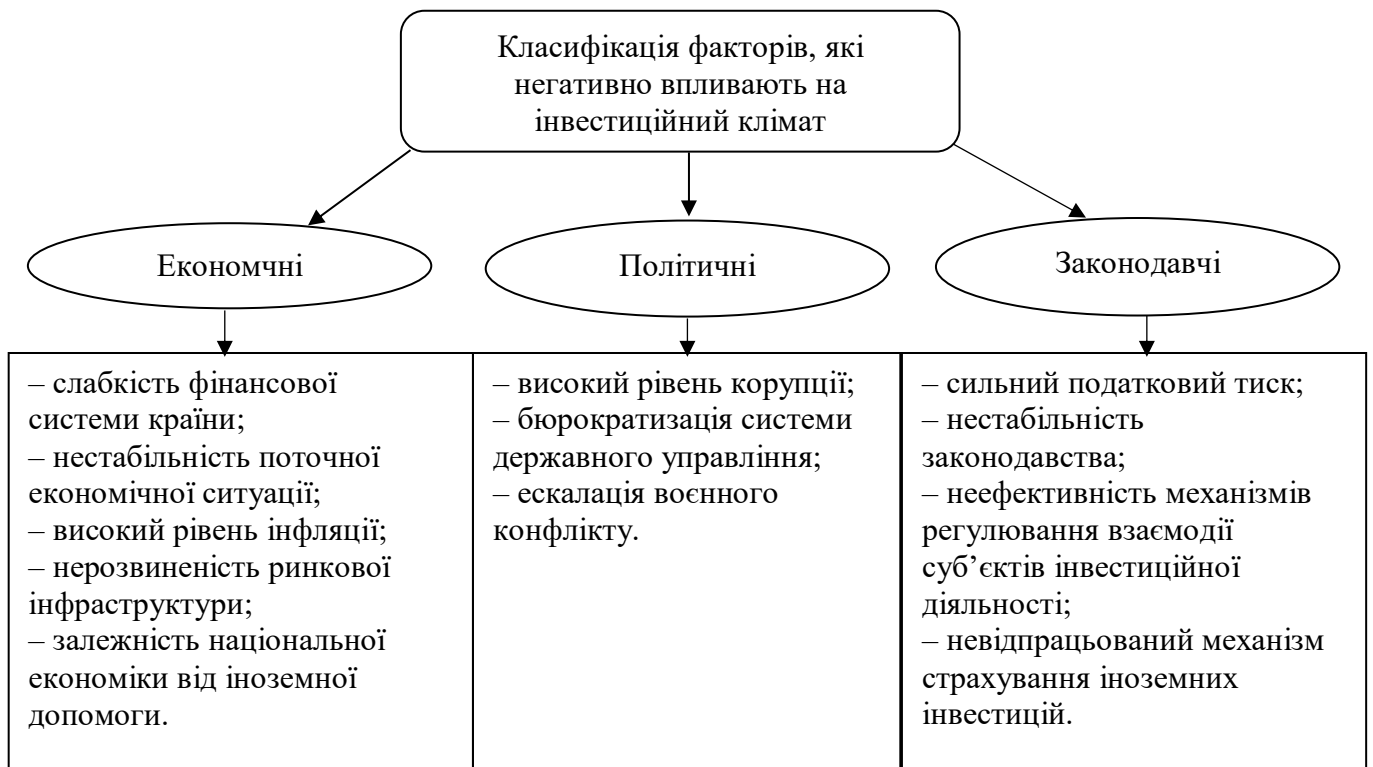 Класифікація факторів, які
негативно впливають на
інвестиційний клімат
Економчні
Політичні
Законодавчі
– слабкість фінансової
системи країни;
– нестабільність поточної
економічної ситуації;
– високий рівень інфляції;
– нерозвиненість ринкової
інфраструктури;
– залежність національної
економіки від іноземної
допомоги.
– високий рівень корупції;
– бюрократизація системи
державного управління;
– ескалація воєнного
конфлікту.
– сильний податковий тиск;
– нестабільність
законодавства;
– неефективність механізмів
регулювання взаємодії
суб’єктів інвестиційної
діяльності;
– невідпрацьований механізм
страхування іноземних
інвестицій.